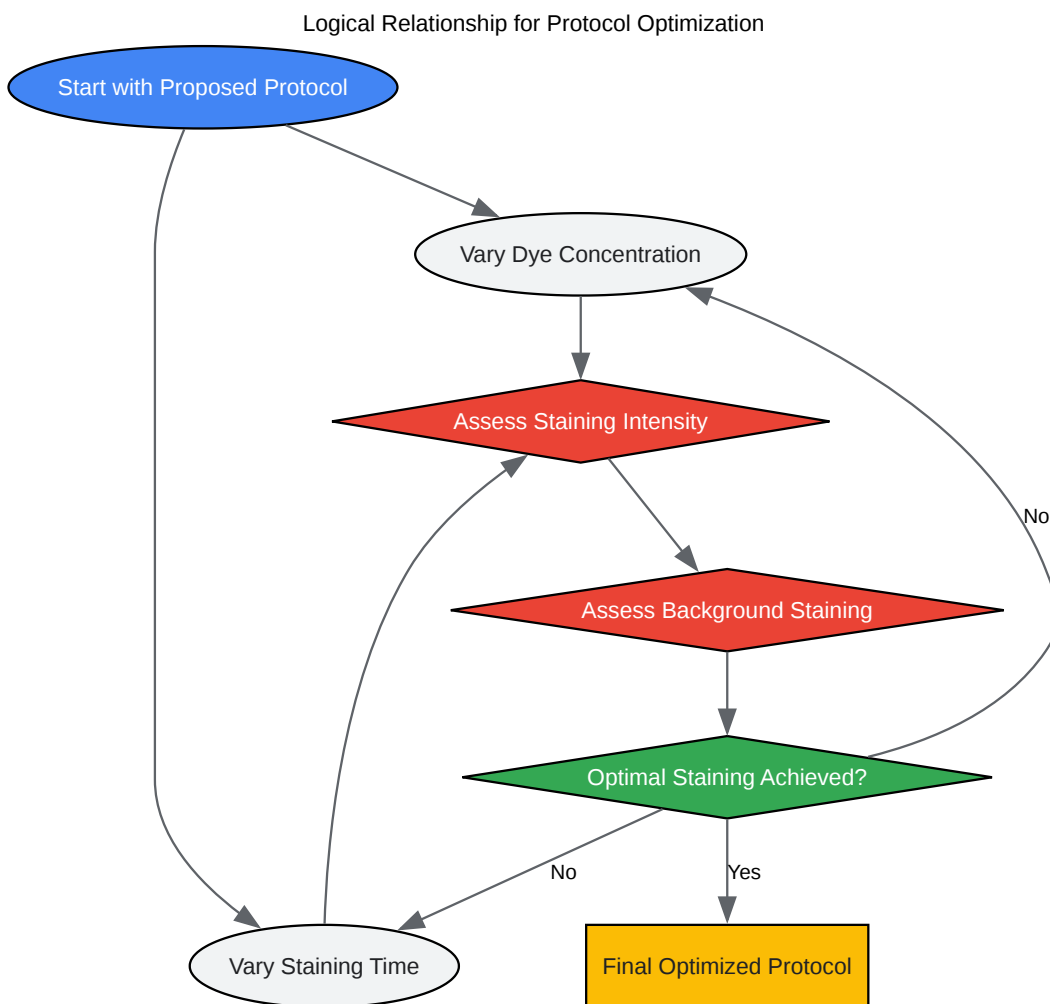 Logical Relationship for Protocol Optimization
Start with Proposed Protocol
Vary Dye Concentration
Assess Staining Intensity
No
Assess Background Staining
Optimal Staining Achieved?
No
Yes
Vary Staining Time
Final Optimized Protocol